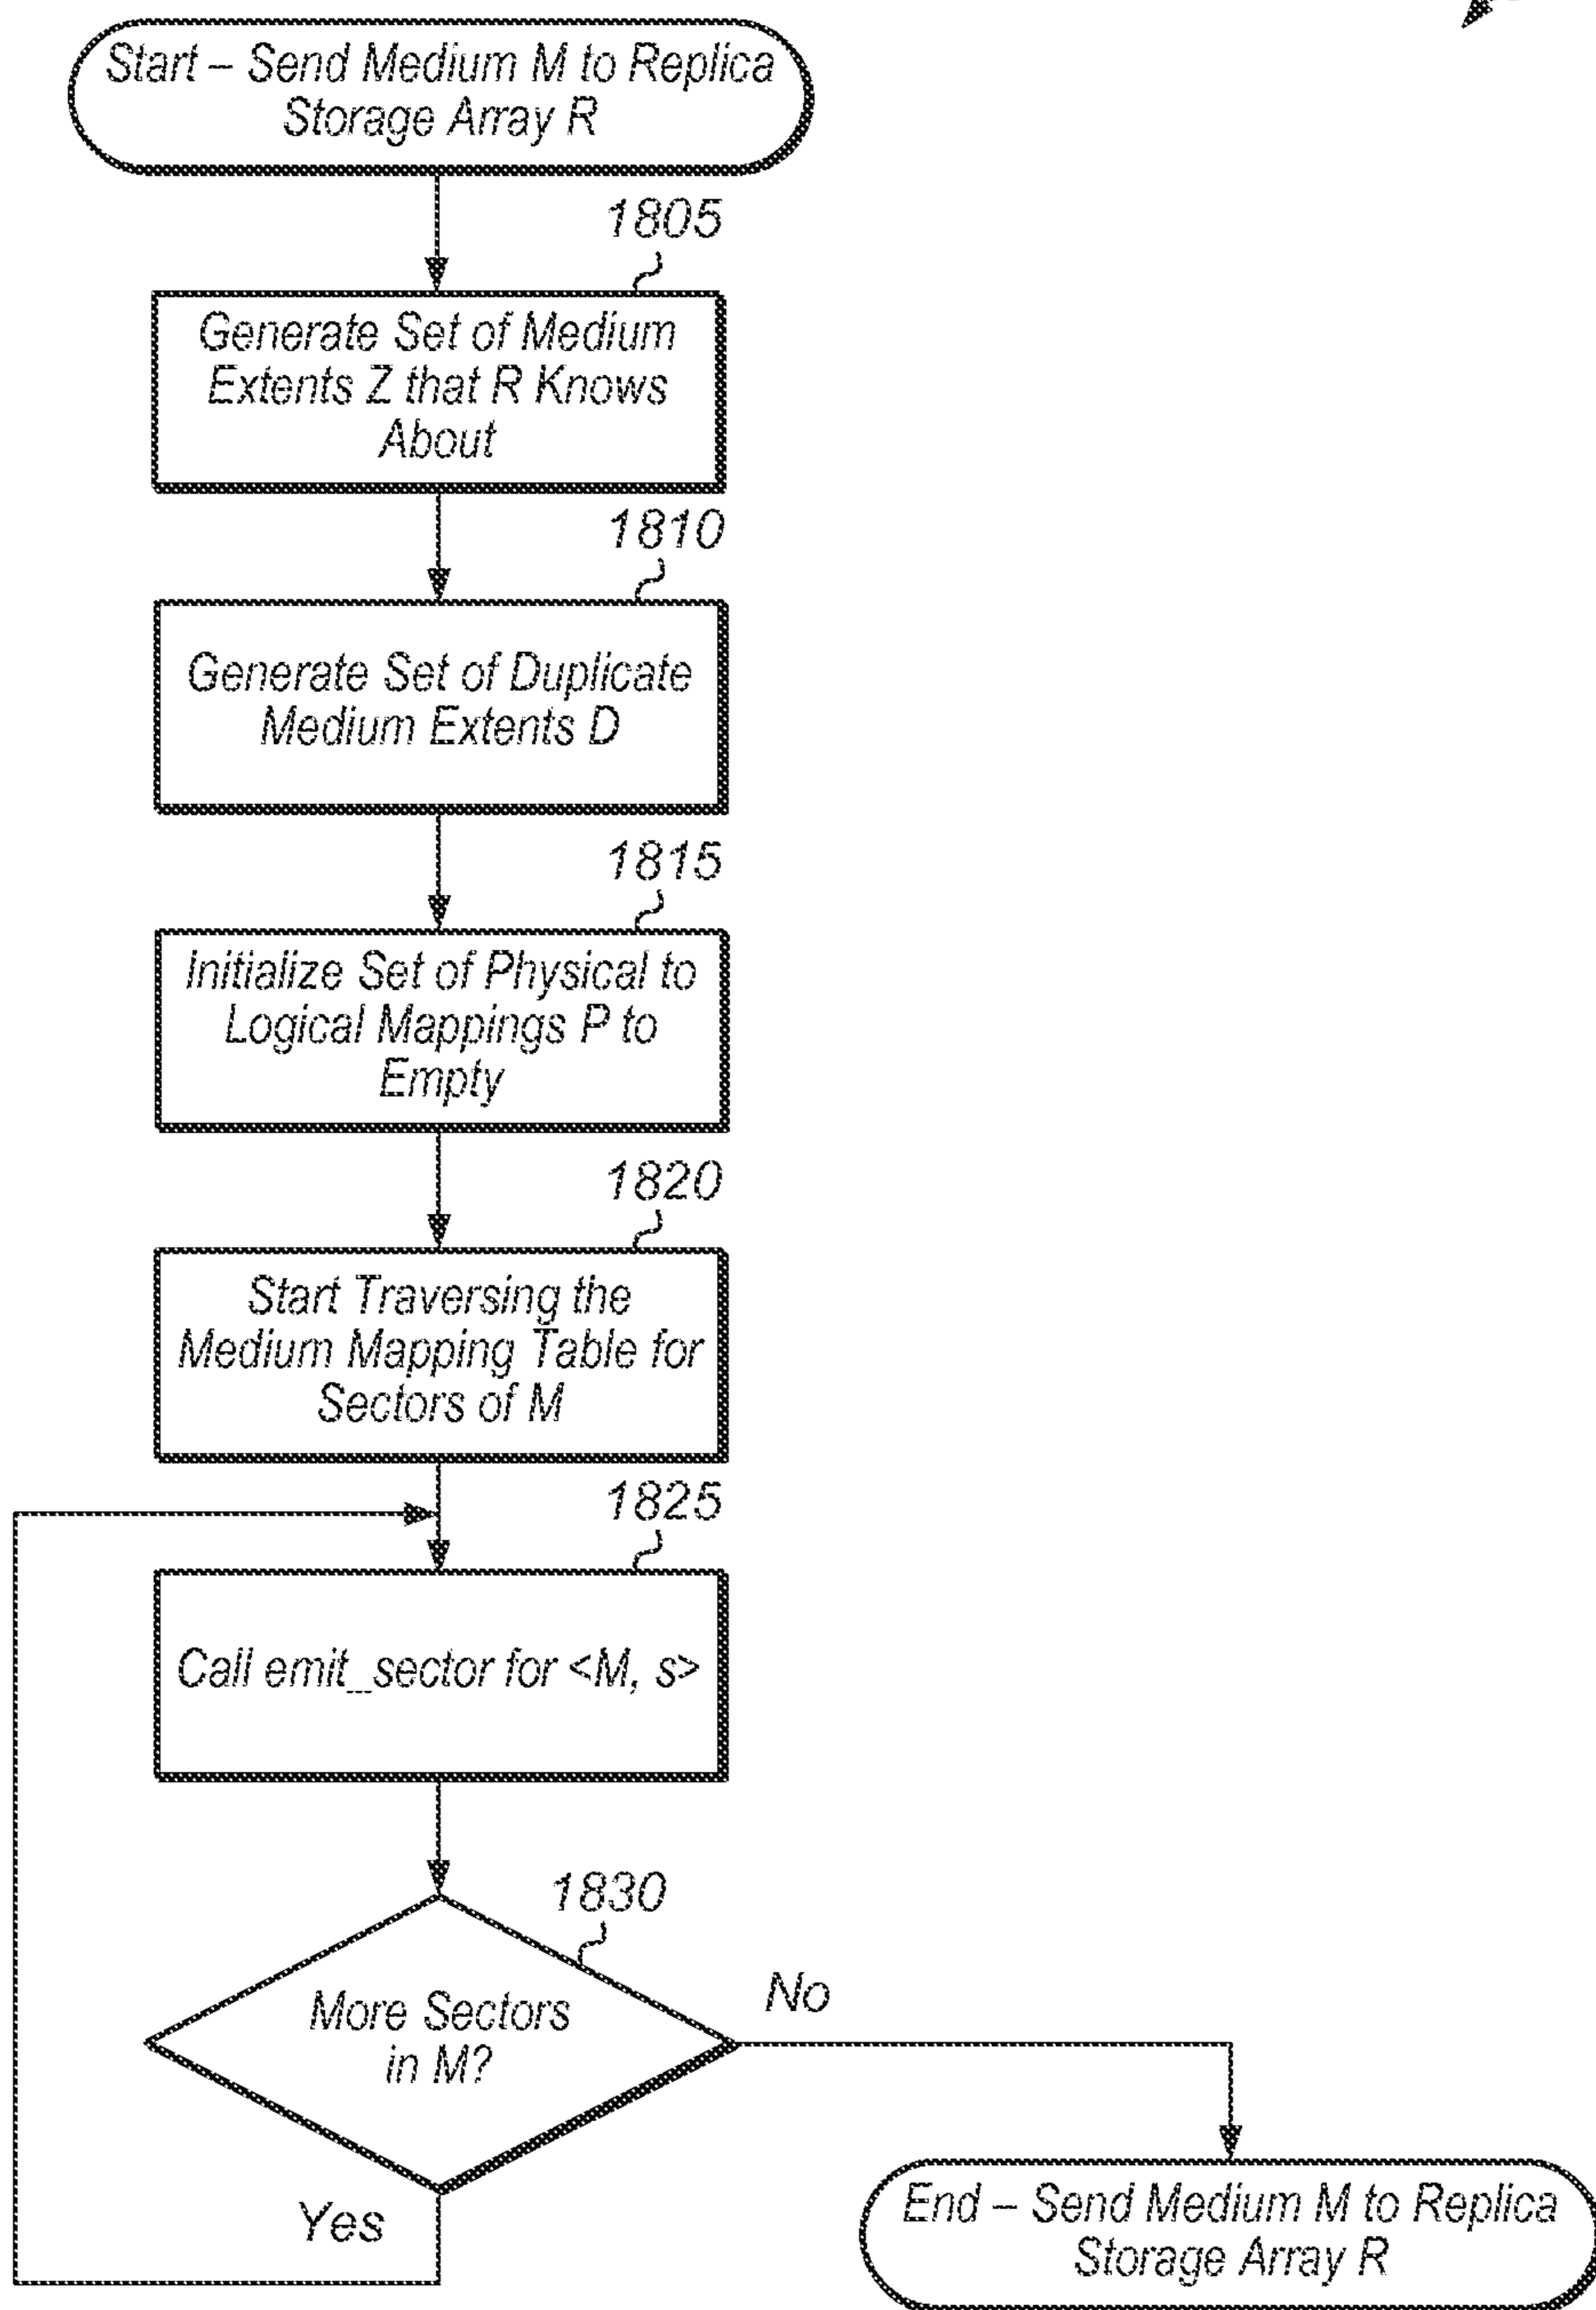 Start – Send Medium M to Replica
Storage Array R
1805
Generate Set of Medium
Extents Z that R Knows
About
1810
Generate Set of Duplicate
Medium Extents D
1815
Initialize Set of Physical to
Logical Mappings P to
Empty
1820
Start Traversing the
Medium Mapping Table for
Sectors of M
1825
Call emit_sector for <M, s>
1830
More Sectors
in M?
No
Yes
End – Send Medium M to Replica
Storage Array R